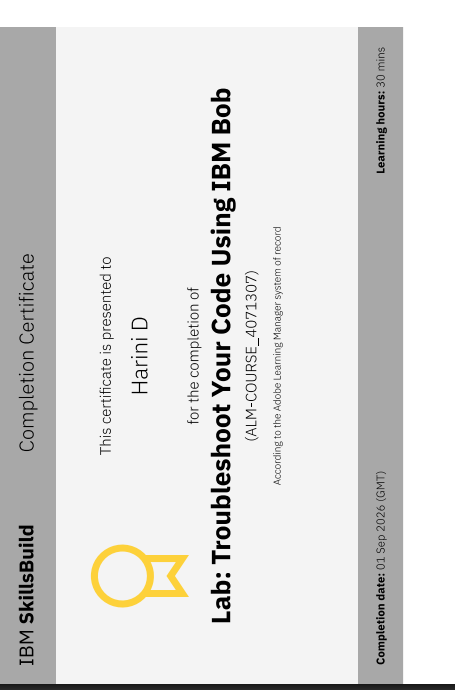 IBM SkillsBuild
Completion Certificate
This certificate is presented to
Harini D
for the completion of
Lab: Troubleshoot Your Code Using IBM Bob
(ALM-COURSE_4071307)
According to the Adobe Learning Manager system of record
Completion date: 01 Sep 2026 (GMT)
Learning hours: 30 mins